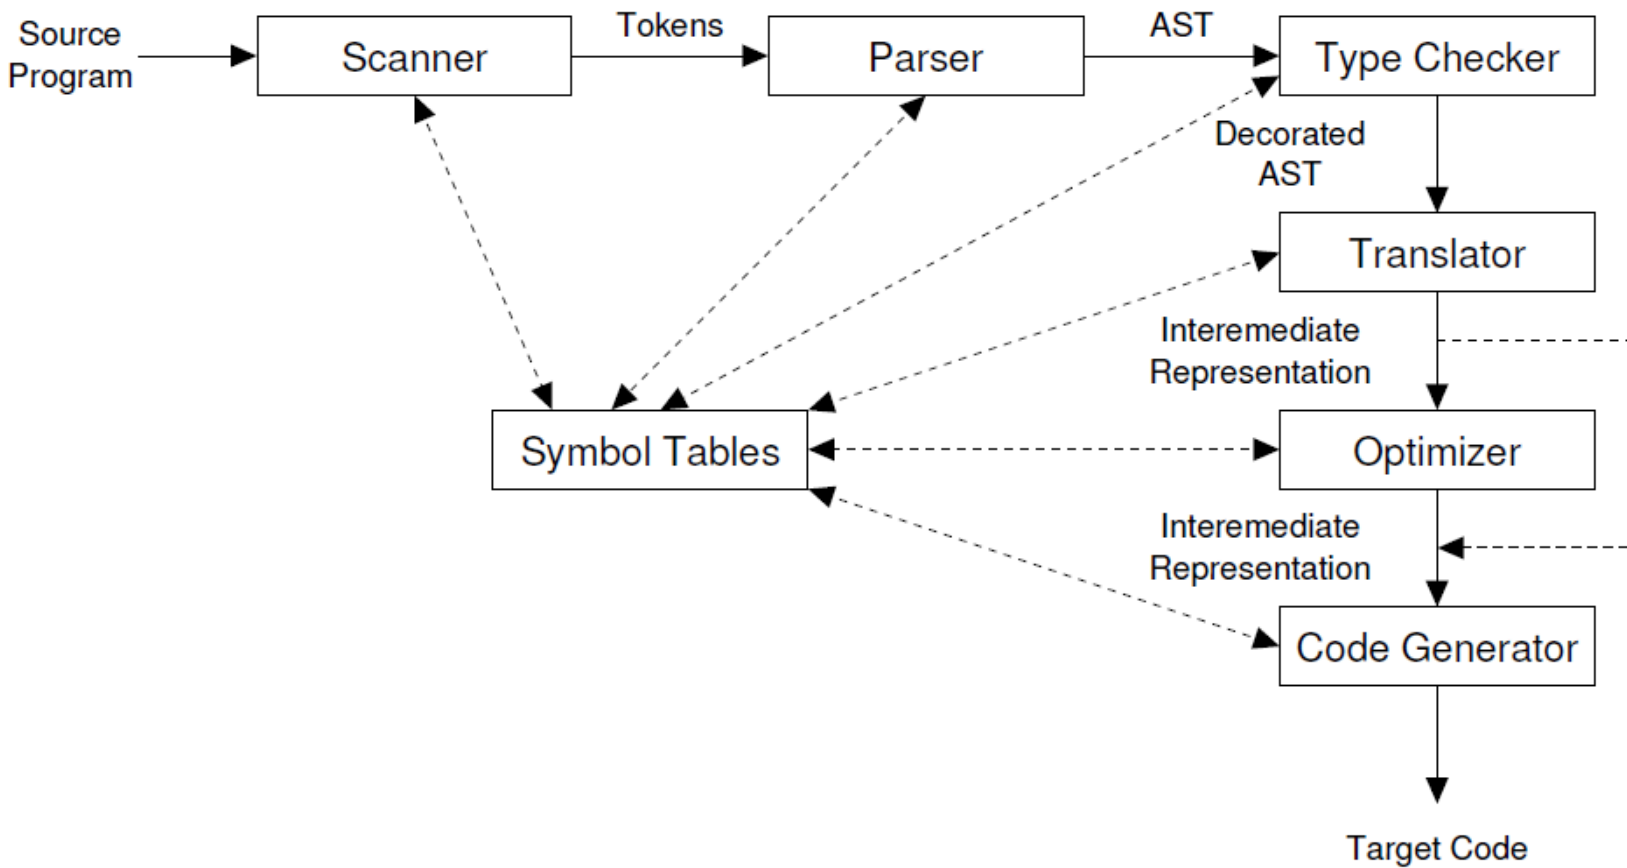 Source
Program
Scanner
Tokens
Parser
AST
Type Checker
Decorated
AST
Translator
Interemediate
Representation
Symbol Tables
Optimizer
Interemediate
Representation
Code Generator
Target Code